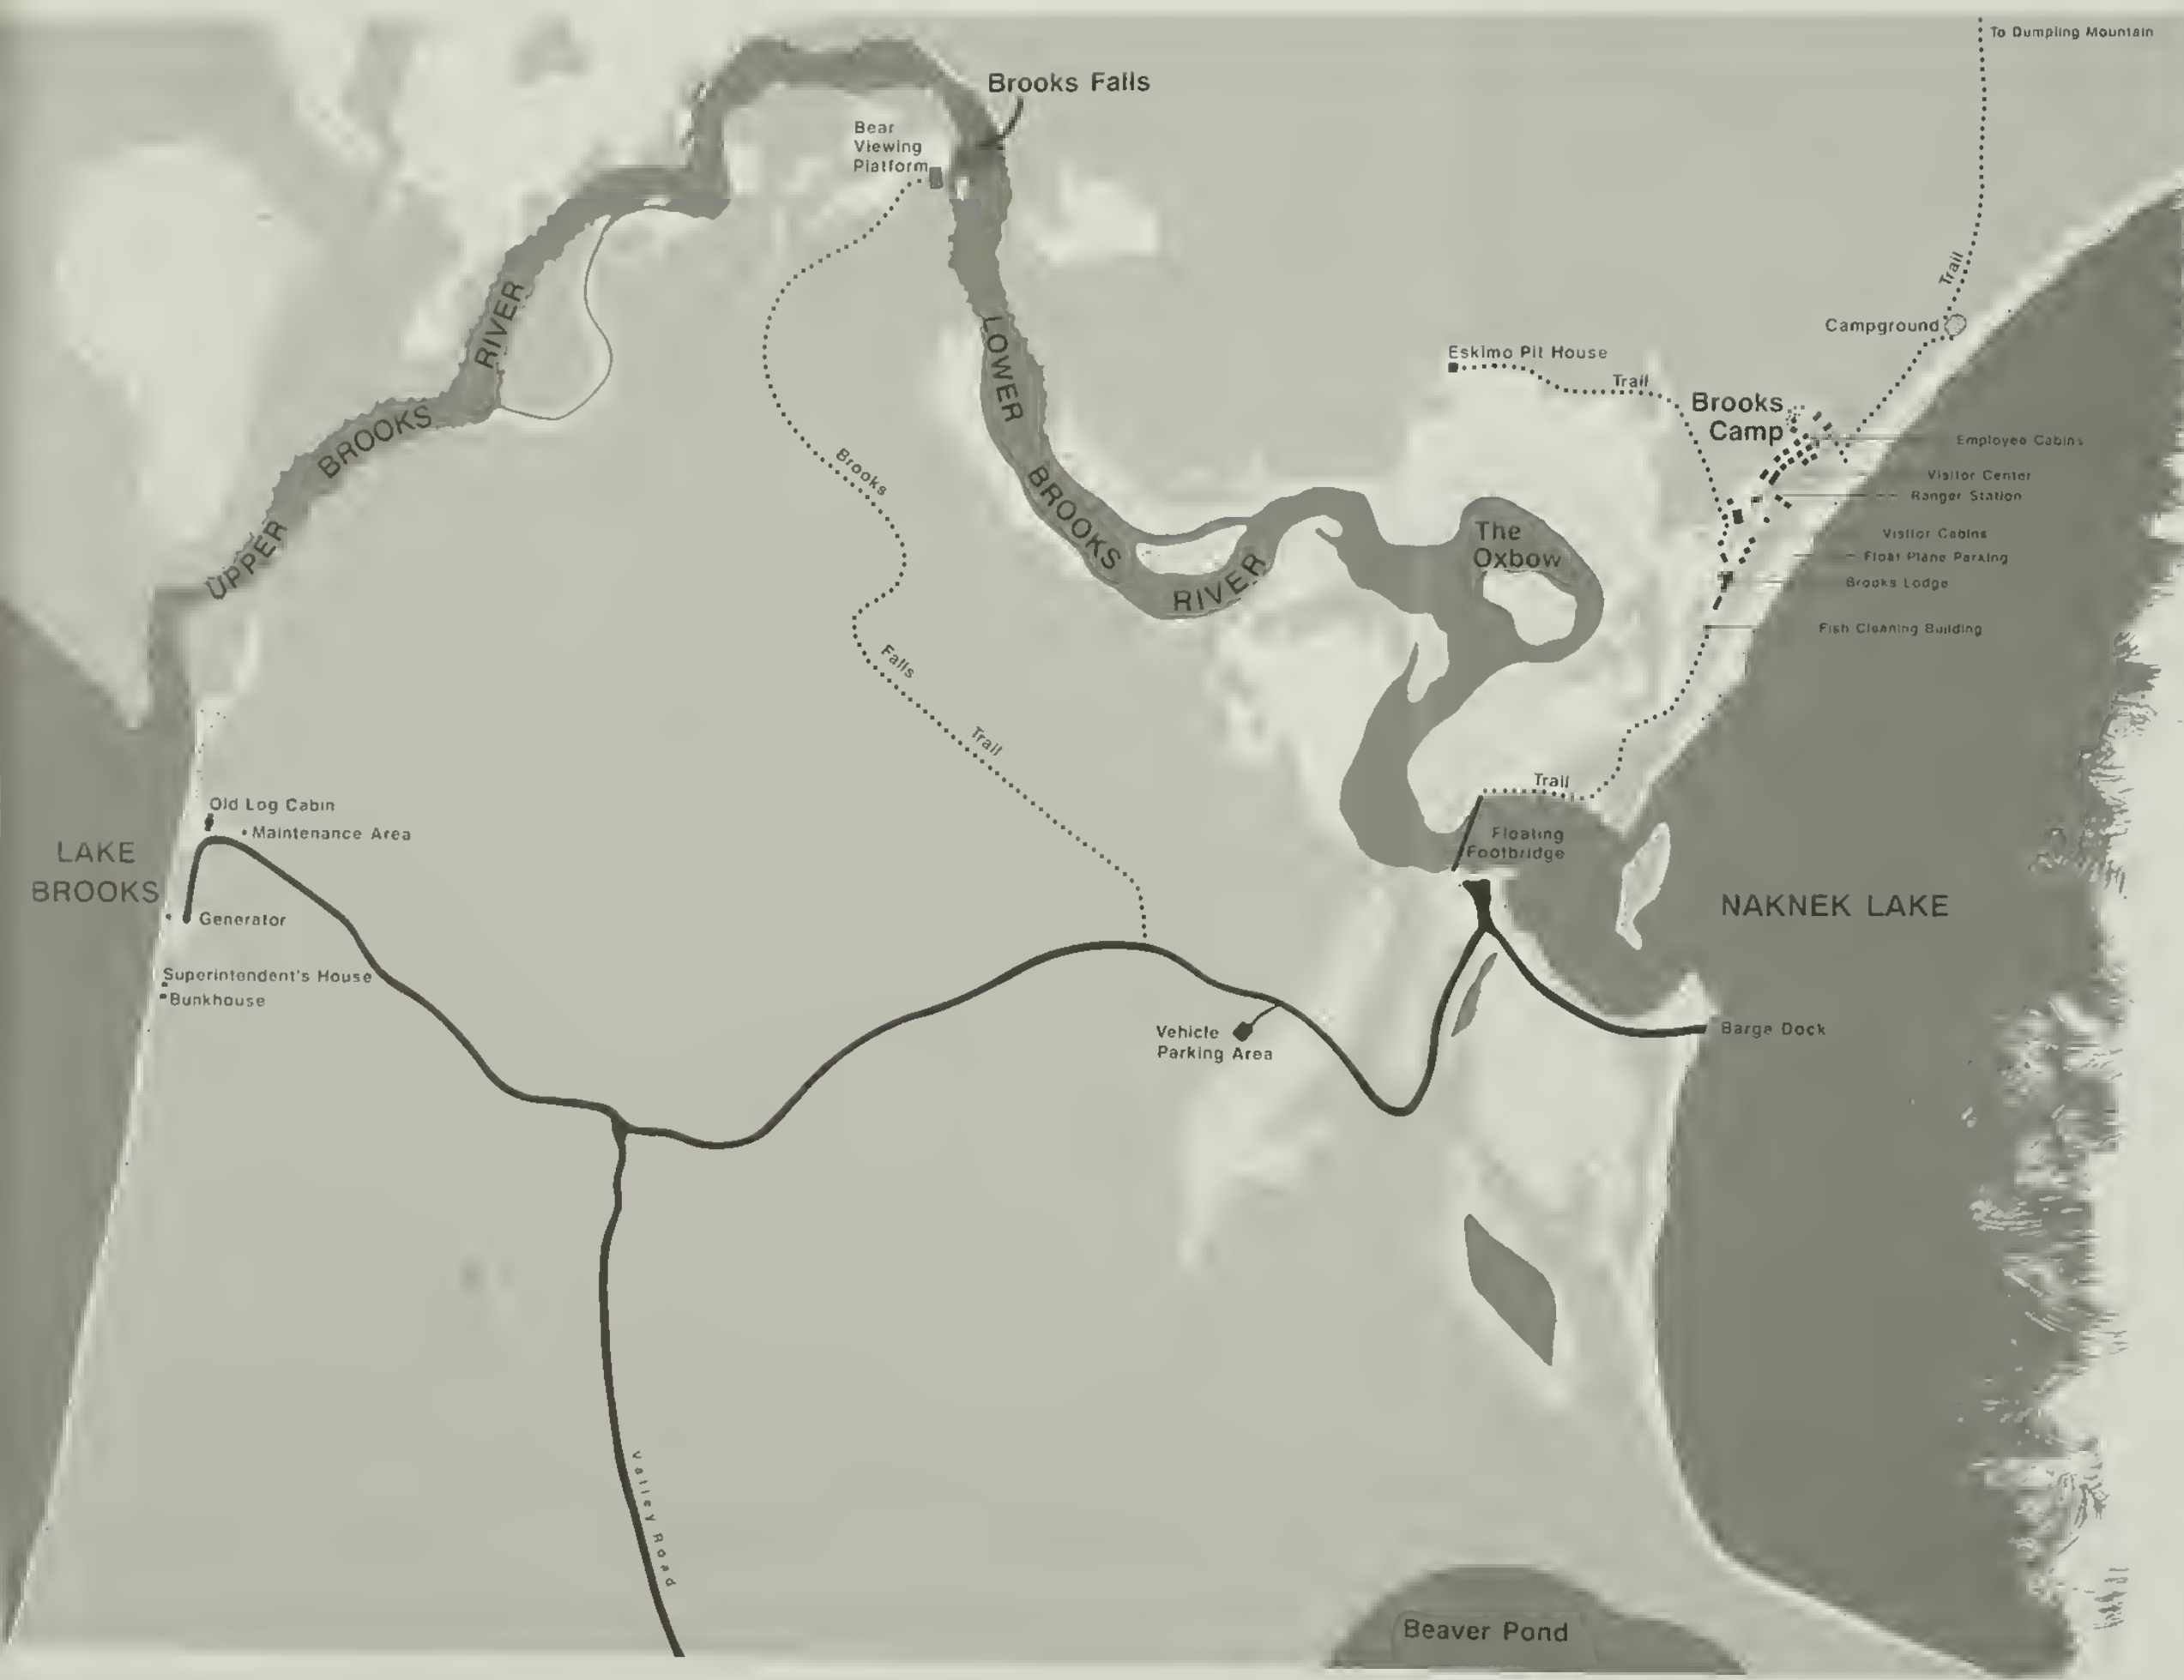 To Dumpling Mountain
Brooks Falls
Bear
Viewing
Platform
Trail
Campground
RIVER
LOWER
Eskimo Pit House
Trail
Brooks
Camp
BROOKS
Employee Cabins
Brooks
Visitor Center
Ranger Station
BROOKS
The
Oxbow
Visitor Cabins
Float Plane Parking
UPPER
RIVER
Brooks Lodge
Fish Cleaning Building
Falls
Trail
Trail
Old Log Cabin
Maintenance Area
Floating
Footbridge
LAKE
BROOKS
NAKNEK LAKE
Generator
Superintendent's House
Bunkhouse
Vehicle
Parking Area
Barge Dock
Valley Road
Beaver Pond